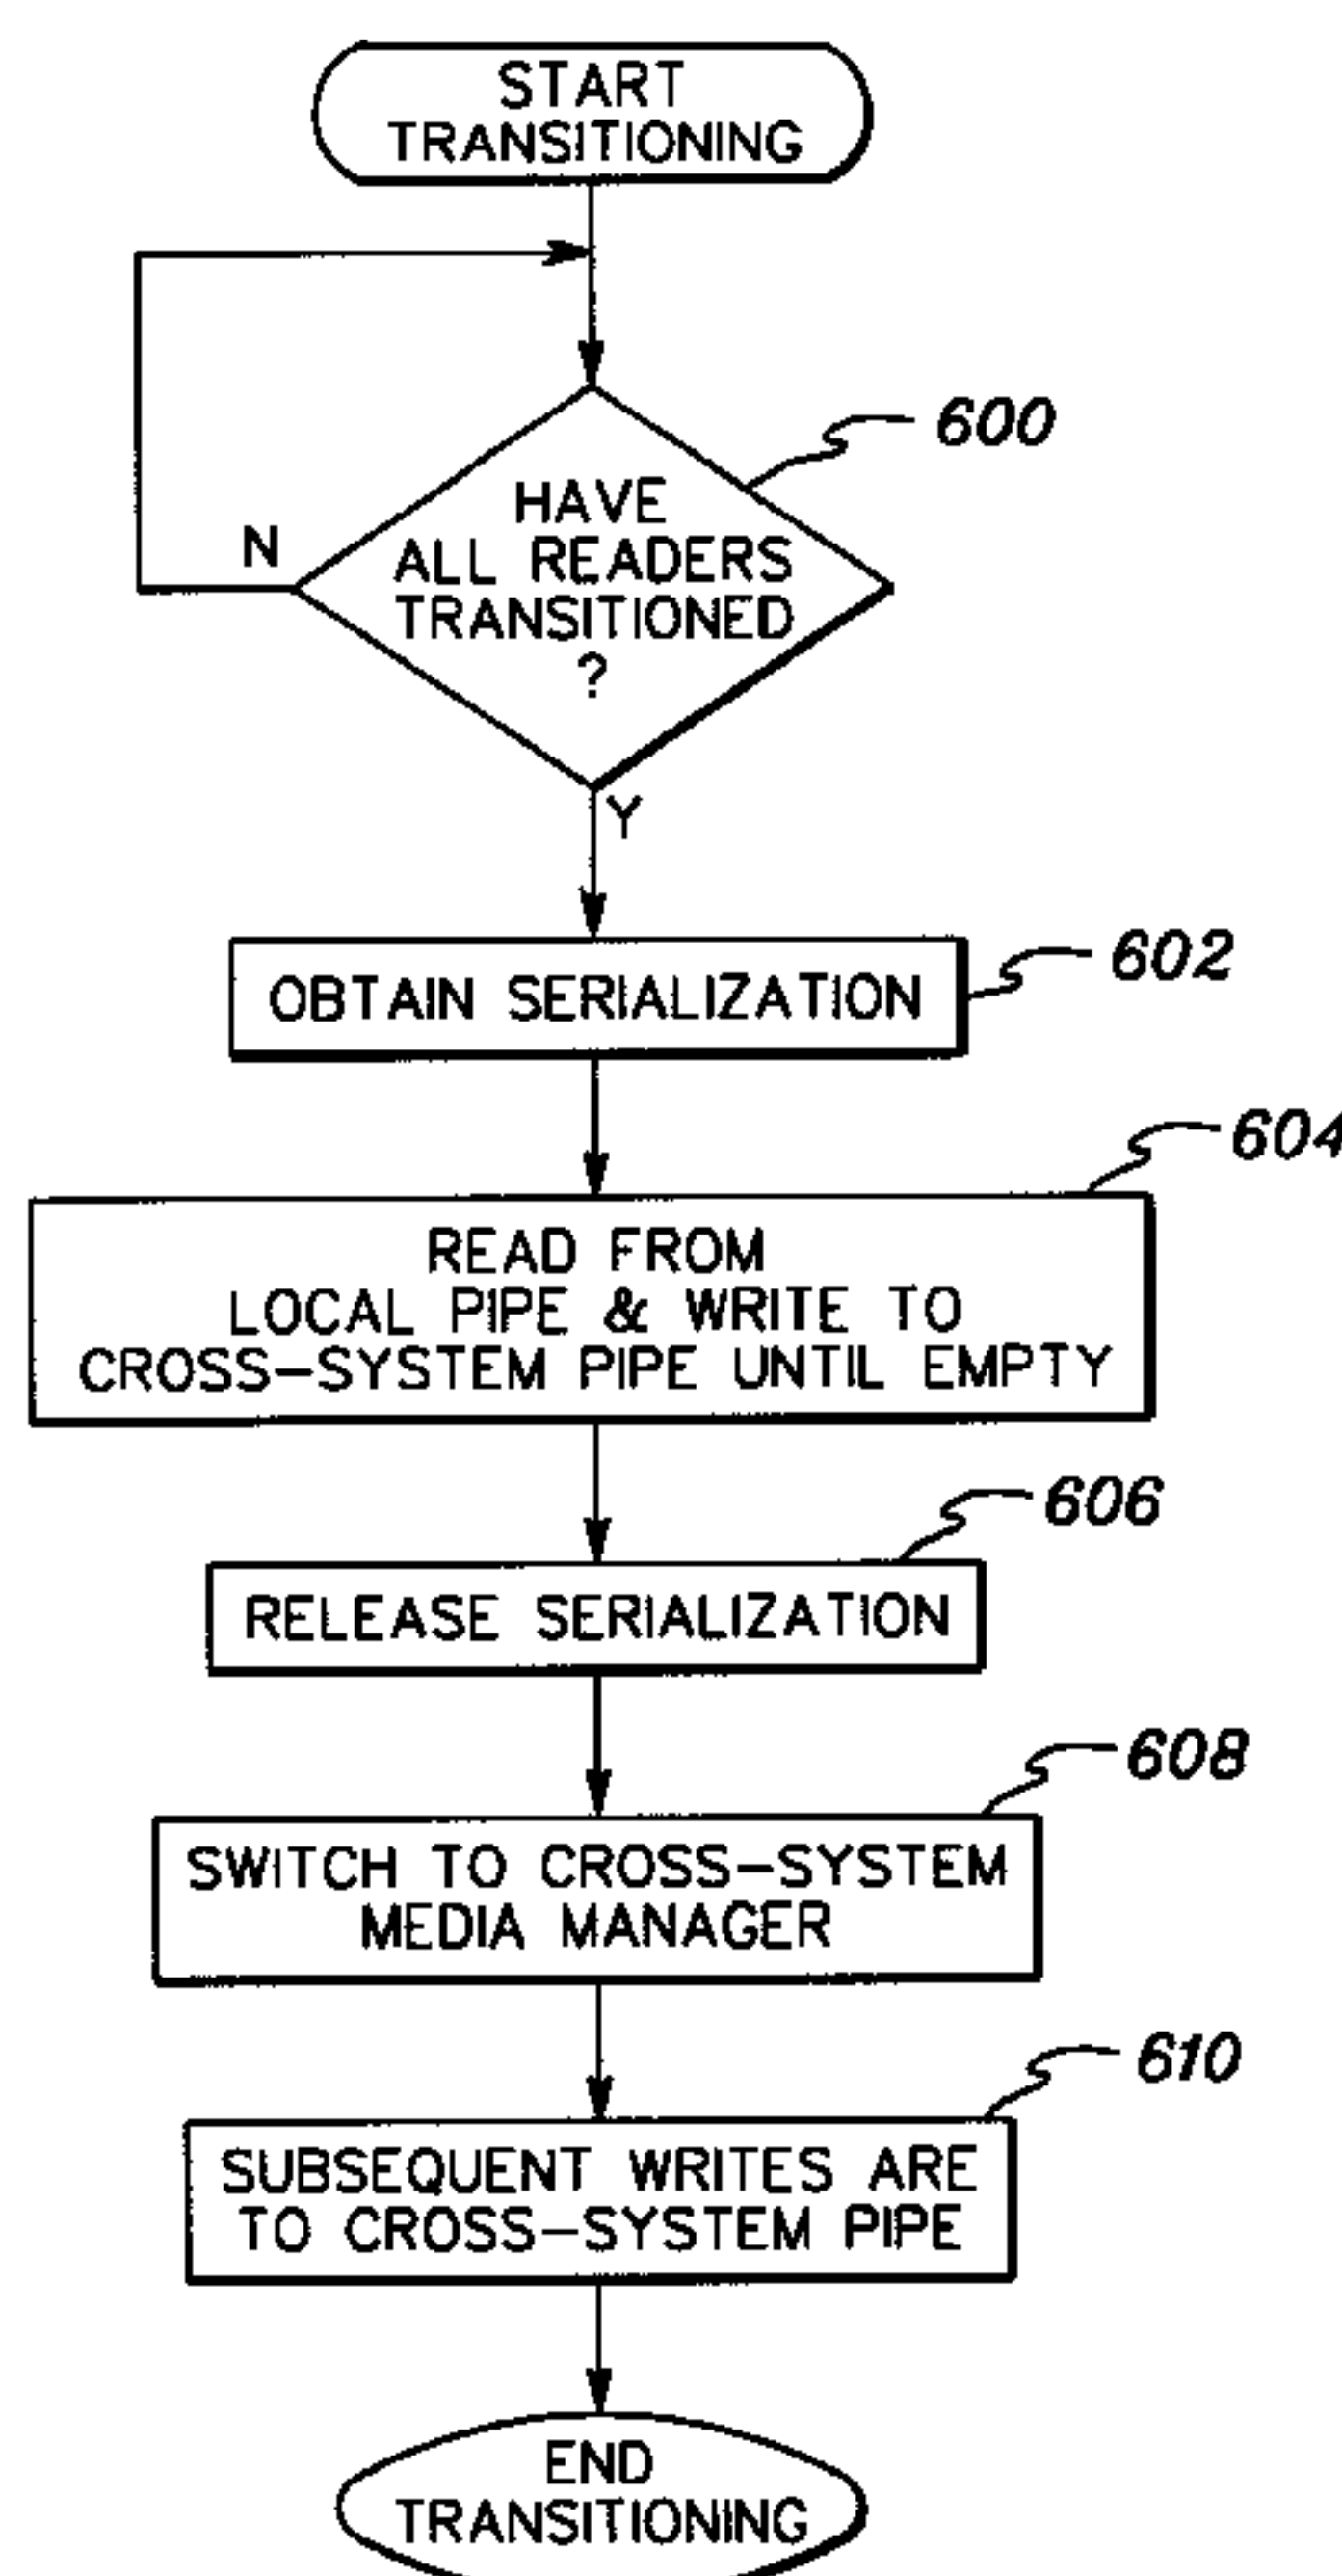 START
TRANSITIONING
600
HAVE
ALL READERS
TRANSITIONED
?
N
Y
602
OBTAIN SERIALIZATION
604
READ FROM
LOCAL PIPE & WRITE TO
CROSS-SYSTEM PIPE UNTIL EMPTY
606
RELEASE SERIALIZATION
608
SWITCH TO CROSS-SYSTEM
MEDIA MANAGER
610
SUBSEQUENT WRITES ARE
TO CROSS-SYSTEM PIPE
END
TRANSITIONING